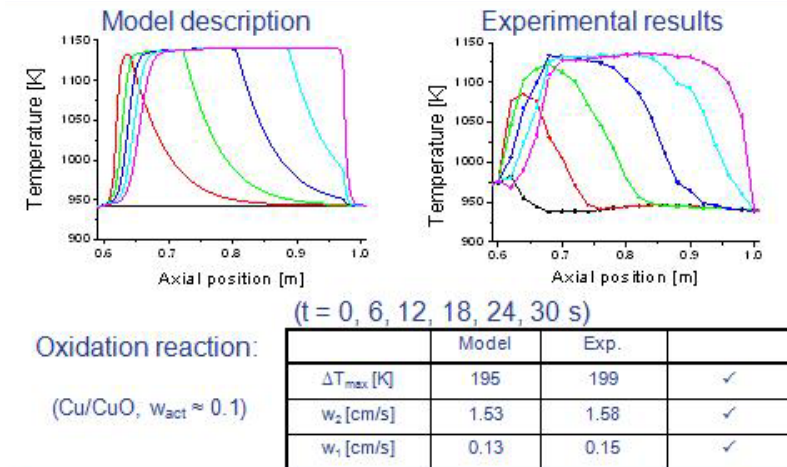 Model description
Experimental results
1150
1100
1050
1000
950
900
Temperature [K]
0.6 0.7 0.8 0.9 1.0
Axial position [m]
1150
1100
1050
1000
950
900
Temperature [K]
0.6 0.7 0.8 0.9 1.0
Axial position [m]
(t = 0, 6, 12, 18, 24, 30 s)
Oxidation reaction:
(Cu/CuO, wact ≈ 0.1)
Model Exp.
ΔTmax [K] 195 199 ✓
w2 [cm/s] 1.53 1.58 ✓
w1 [cm/s] 0.13 0.15 ✓